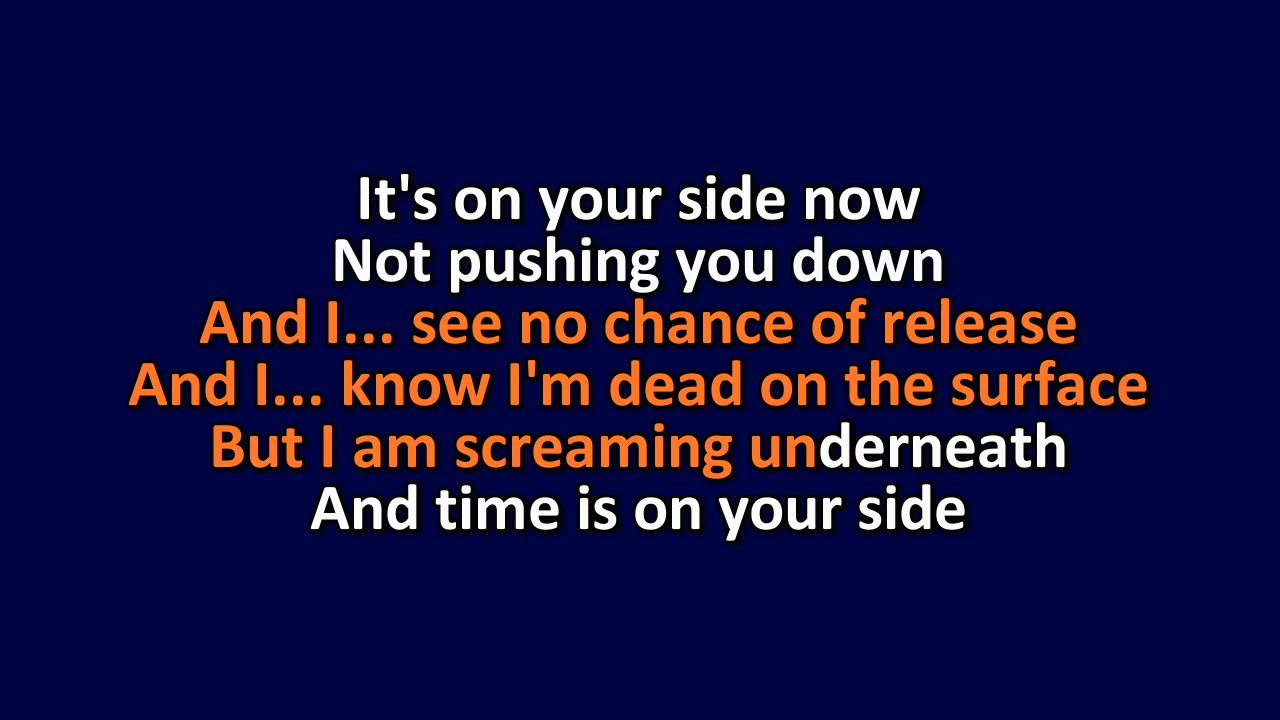 It's on your side now
Not pushing you down
And I... see no chance of release
And I... know I'm dead on the surface
But I am screaming underneath
And time is on your side